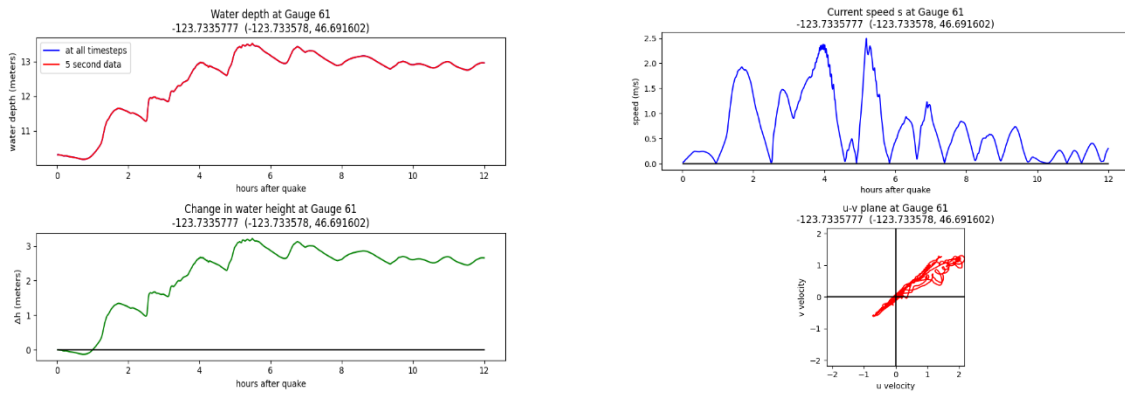 Water depth at Gauge 61
-123.7335777 (-123.733578, 46.691602)
at all timesteps
5 second data
water depth (meters)
13
12
11
0 2 4 6 8 10 12
hours after quake
Current speed s at Gauge 61
-123.7335777 (-123.733578, 46.691602)
speed (m/s)
2.5
2.0
1.5
1.0
0.5
0.0
0 2 4 6 8 10 12
hours after quake
Change in water height at Gauge 61
-123.7335777 (-123.733578, 46.691602)
Δh (meters)
3
2
1
0
0 2 4 6 8 10 12
hours after quake
u-v plane at Gauge 61
-123.7335777 (-123.733578, 46.691602)
v velocity
2
1
0
−1
−2
−2 −1 0 1 2
u velocity